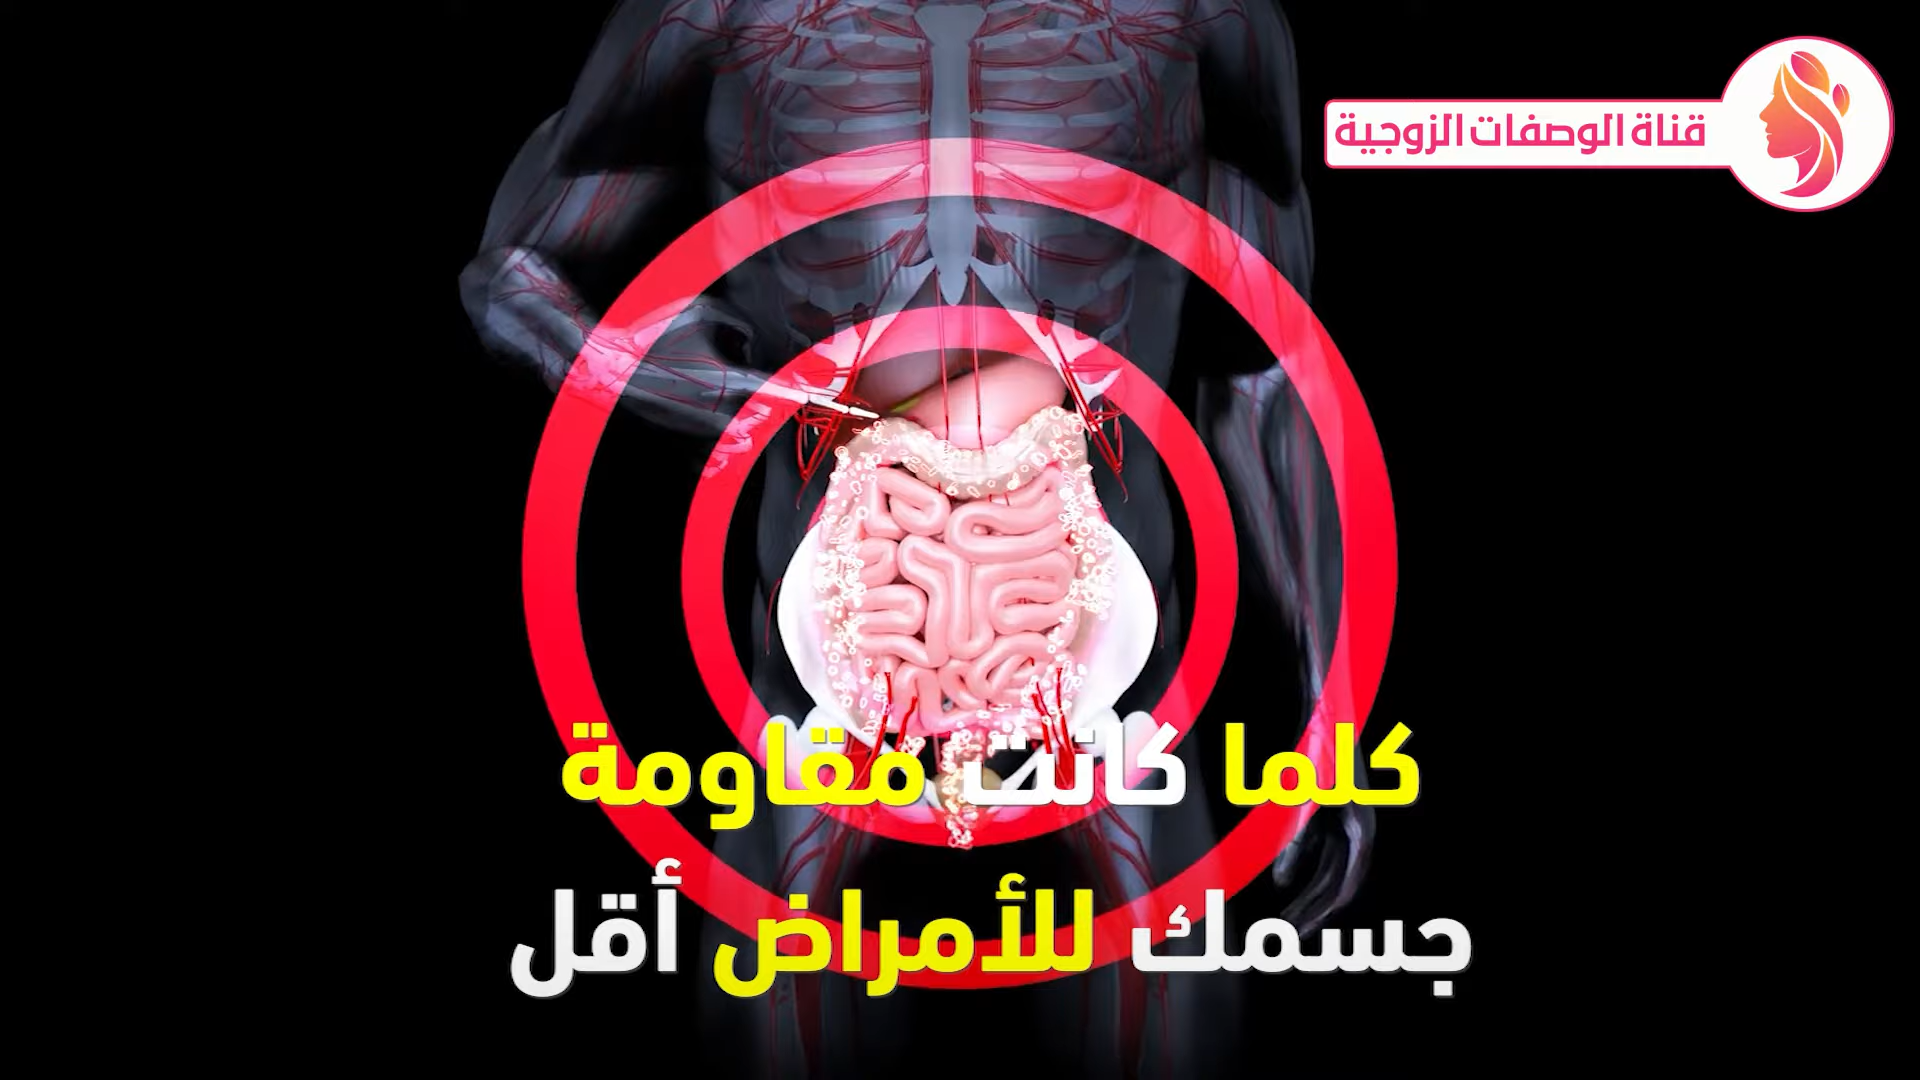 قناة الوصفات الزوجية
كلما كانت مقاومة
جسمك للأمراض أقل